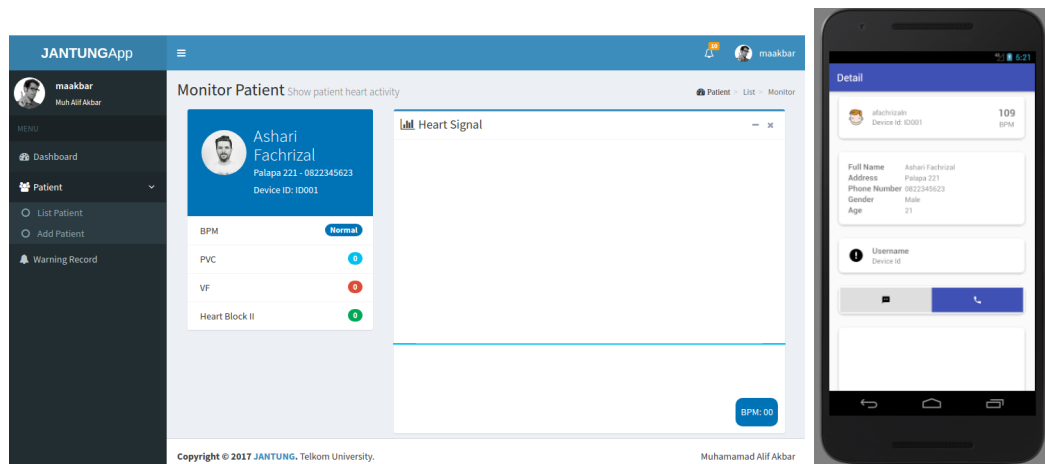 JANTUNGApp
18
maakbar
maakbar
Muh Alif Akbar
MENU
Dashboard
Patient
List Patient
Add Patient
Warning Record
Monitor Patient Show patient heart activity
Patient > List > Monitor
Ashari
Fachrizal
Palapa 221 - 0822345623
Device ID: ID001
BPM Normal
PVC 0
VF 0
Heart Block II 0
Heart Signal
BPM: 00
Copyright © 2017 JANTUNG. Telkom University.
Muhamamad Alif Akbar
5:21
Detail
afachrizaln
Device Id: ID001
109
BPM
Full Name Ashari Fachrizal
Address Palapa 221
Phone Number 0822345623
Gender Male
Age 21
Username
Device Id